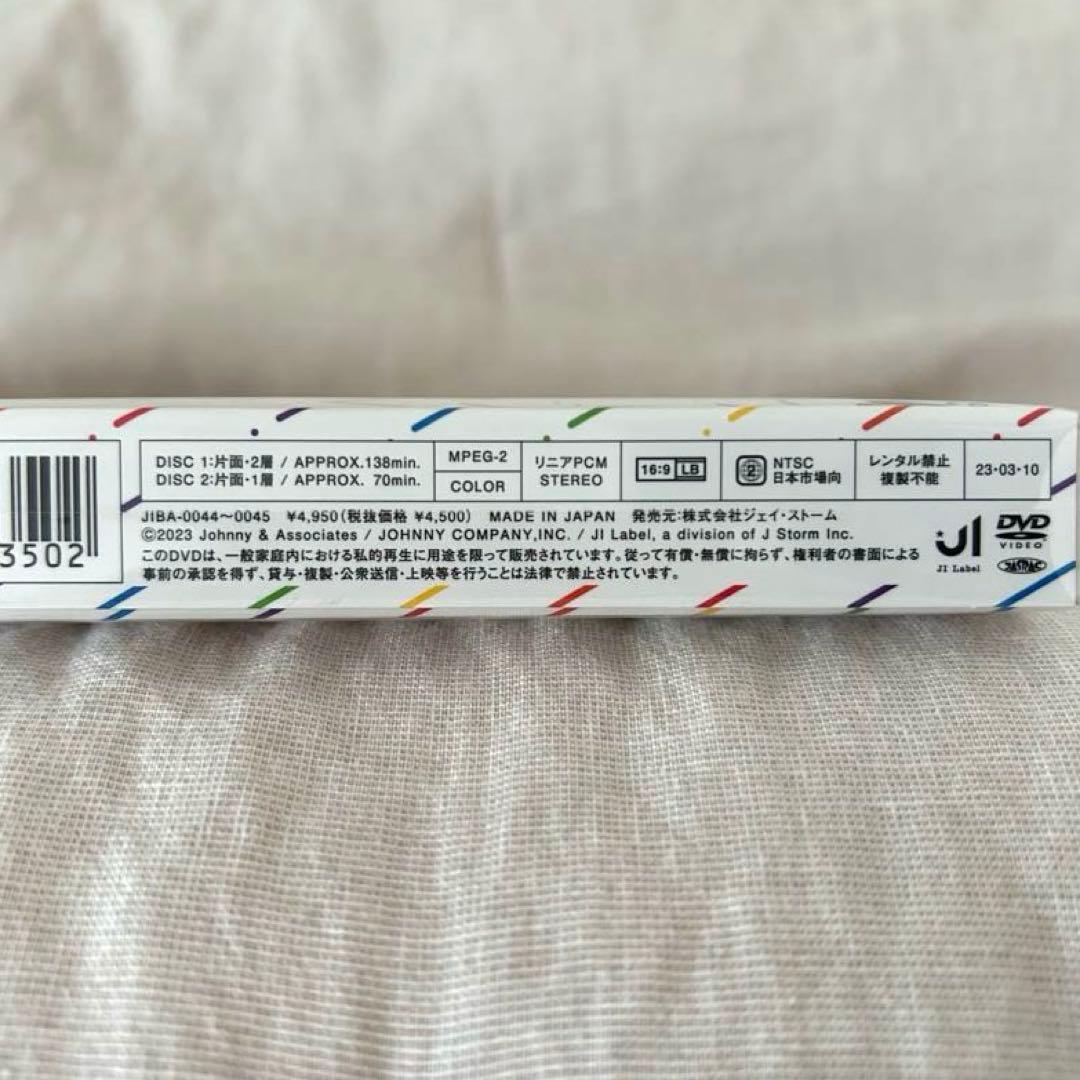 DISC 1:片面・2層 / APPROX.138min.
DISC 2:片面・1層 / APPROX. 70min.
MPEG-2
COLOR
リニアPCM
STEREO
16:9 LB
2
NTSC
日本市場向
レンタル禁止
複製不能
23・03・10
3502
JIBA-0044〜0045 ¥4,950(税抜価格 ¥4,500) MADE IN JAPAN 発売元:株式会社ジェイ・ストーム
©2023 Johnny & Associates / JOHNNY COMPANY,INC. / JI Label, a division of J Storm Inc.
このDVDは、一般家庭内における私的再生に用途を限って販売されています。従って有償・無償に拘らず、権利者の書面による
事前の承認を得ず、貸与・複製・公衆送信・上映等を行うことは法律で禁止されています。
JI
JI Label
DVD
VIDEO
JASRAC